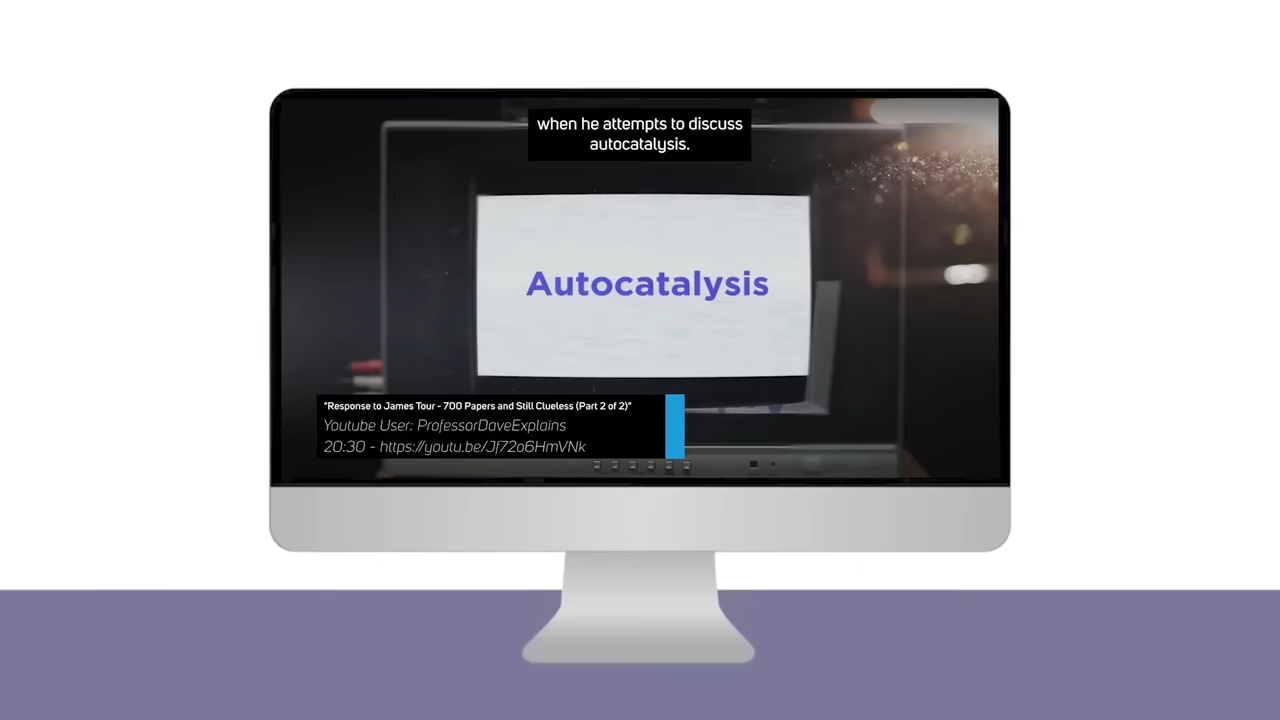 when he attempts to discuss
autocatalysis.
Autocatalysis
"Response to James Tour - 700 Papers and Still Clueless (Part 2 of 2)"
Youtube User: ProfessorDaveExplains
20:30 - https://youtu.be/Jf72o6HmVNk